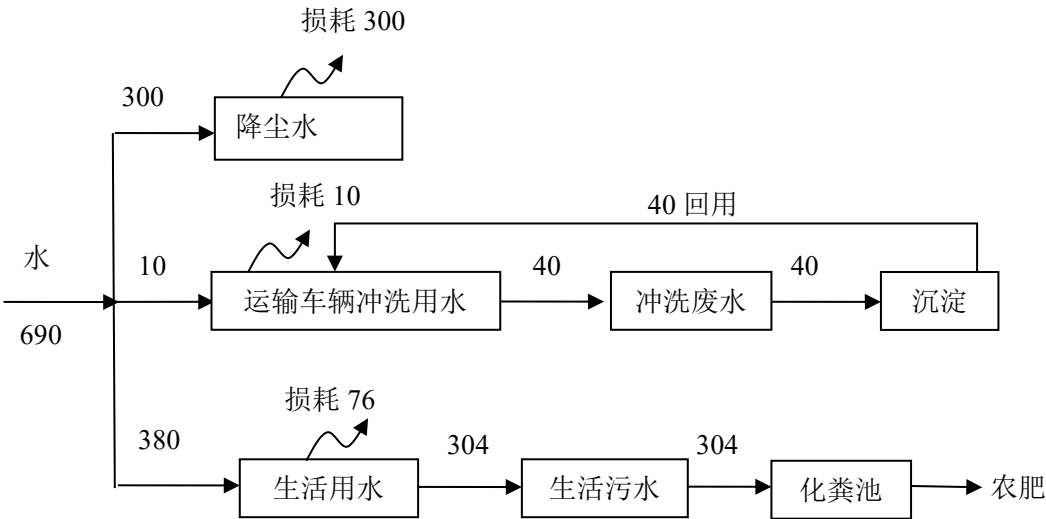 损耗 300
300
降尘水
损耗 10
40 回用
水
10
运输车辆冲洗用水
40
冲洗废水
40
沉淀
690
损耗 76
380
生活用水
304
生活污水
304
化粪池
农肥